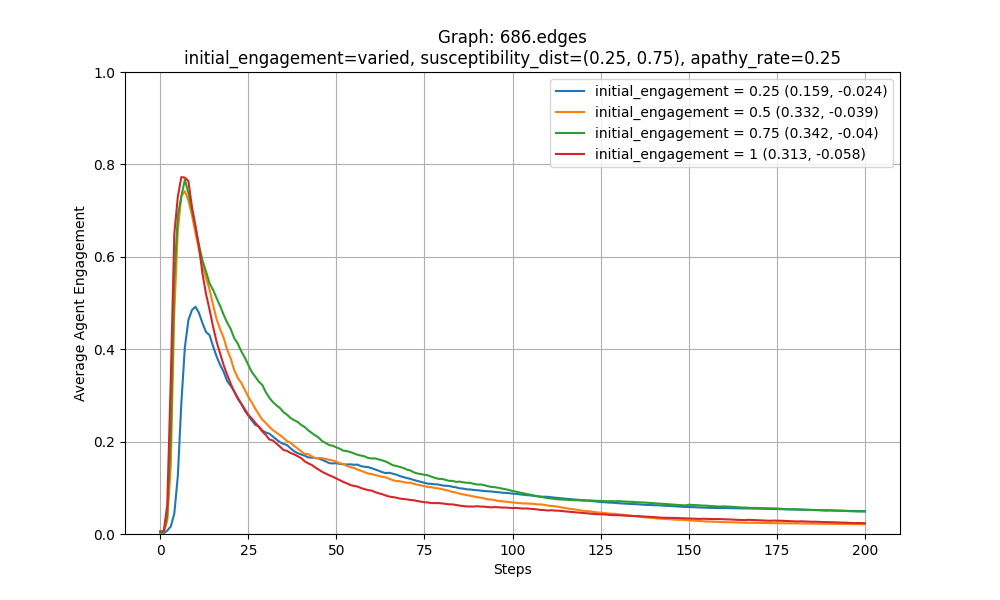 Graph: 686.edges
initial_engagement=varied, susceptibility_dist=(0.25, 0.75), apathy_rate=0.25
1.0
0.8
0.6
0.4
0.2
0.0
Average Agent Engagement
initial_engagement = 0.25 (0.159, -0.024)
initial_engagement = 0.5 (0.332, -0.039)
initial_engagement = 0.75 (0.342, -0.04)
initial_engagement = 1 (0.313, -0.058)
0 25 50 75 100 125 150 175 200
Steps